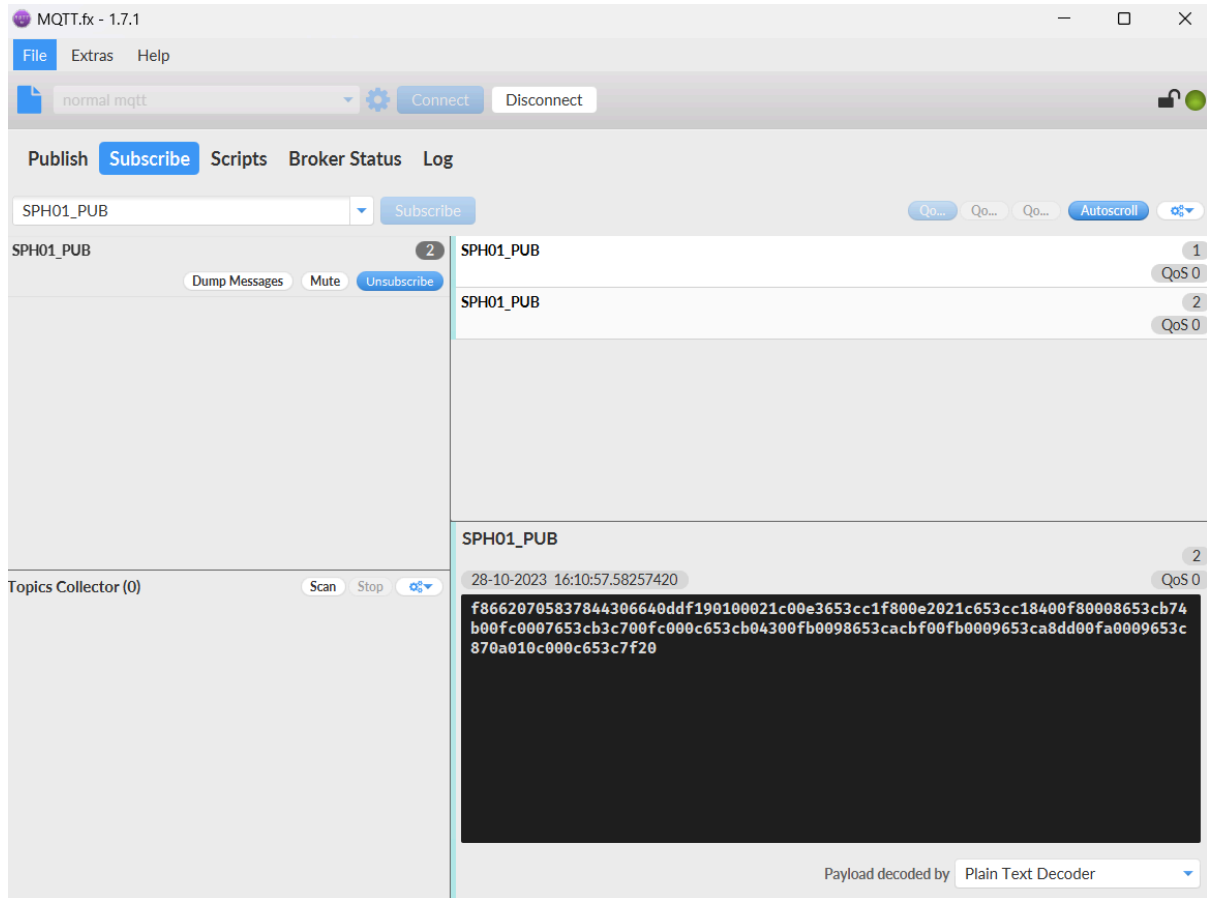 MQTT.fx - 1.7.1
File Extras Help
normal mqtt Connect Disconnect
Publish Subscribe Scripts Broker Status Log
SPH01_PUB Subscribe Qo... Qo... Qo... Autoscroll
SPH01_PUB 2
Dump Messages Mute Unsubscribe
SPH01_PUB 1
QoS 0
SPH01_PUB 2
QoS 0
Topics Collector (0) Scan Stop
SPH01_PUB
2
28-10-2023 16:10:57.58257420 QoS 0
f86620705837844306640ddf190100021c00e3653cc1f800e2021c653cc18400f80008653cb74
b00fc0007653cb3c700fc000c653cb04300fb0098653cacbf00fb0009653ca8dd00fa0009653c
870a010c000c653c7f20
Payload decoded by Plain Text Decoder